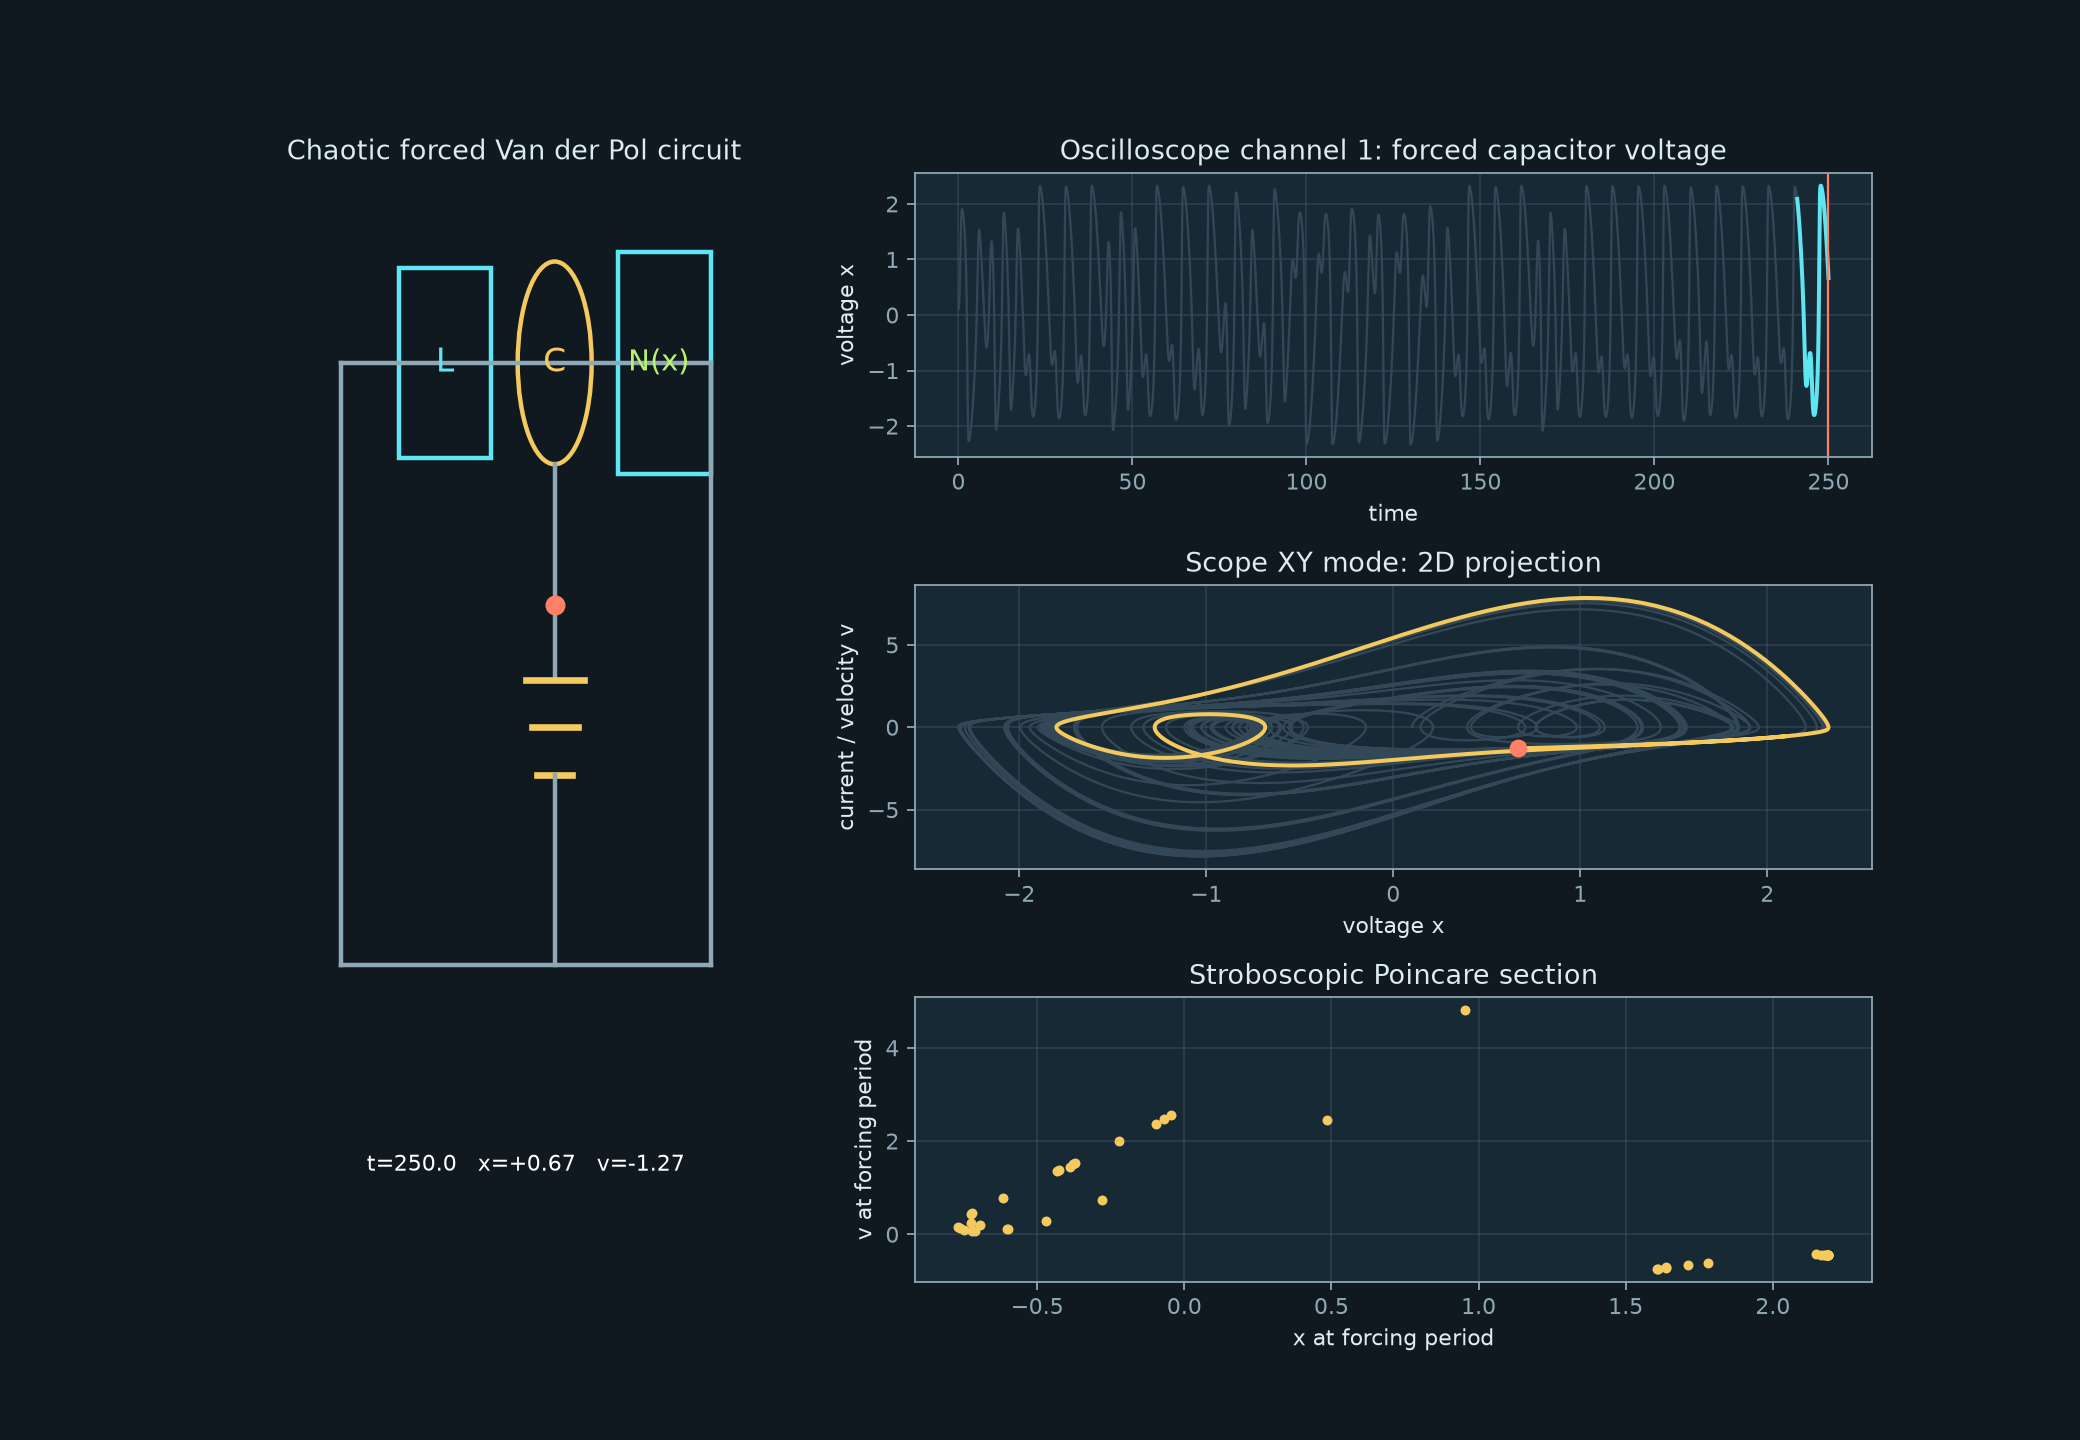 Chaotic forced Van der Pol circuit
L
C
N(x)
t=250.0   x=+0.67   v=-1.27
Oscilloscope channel 1: forced capacitor voltage
voltage x
2
1
0
−1
−2
0 50 100 150 200 250
time
Scope XY mode: 2D projection
current / velocity v
5
0
−5
−2 −1 0 1 2
voltage x
Stroboscopic Poincare section
v at forcing period
4
2
0
−0.5 0.0 0.5 1.0 1.5 2.0
x at forcing period